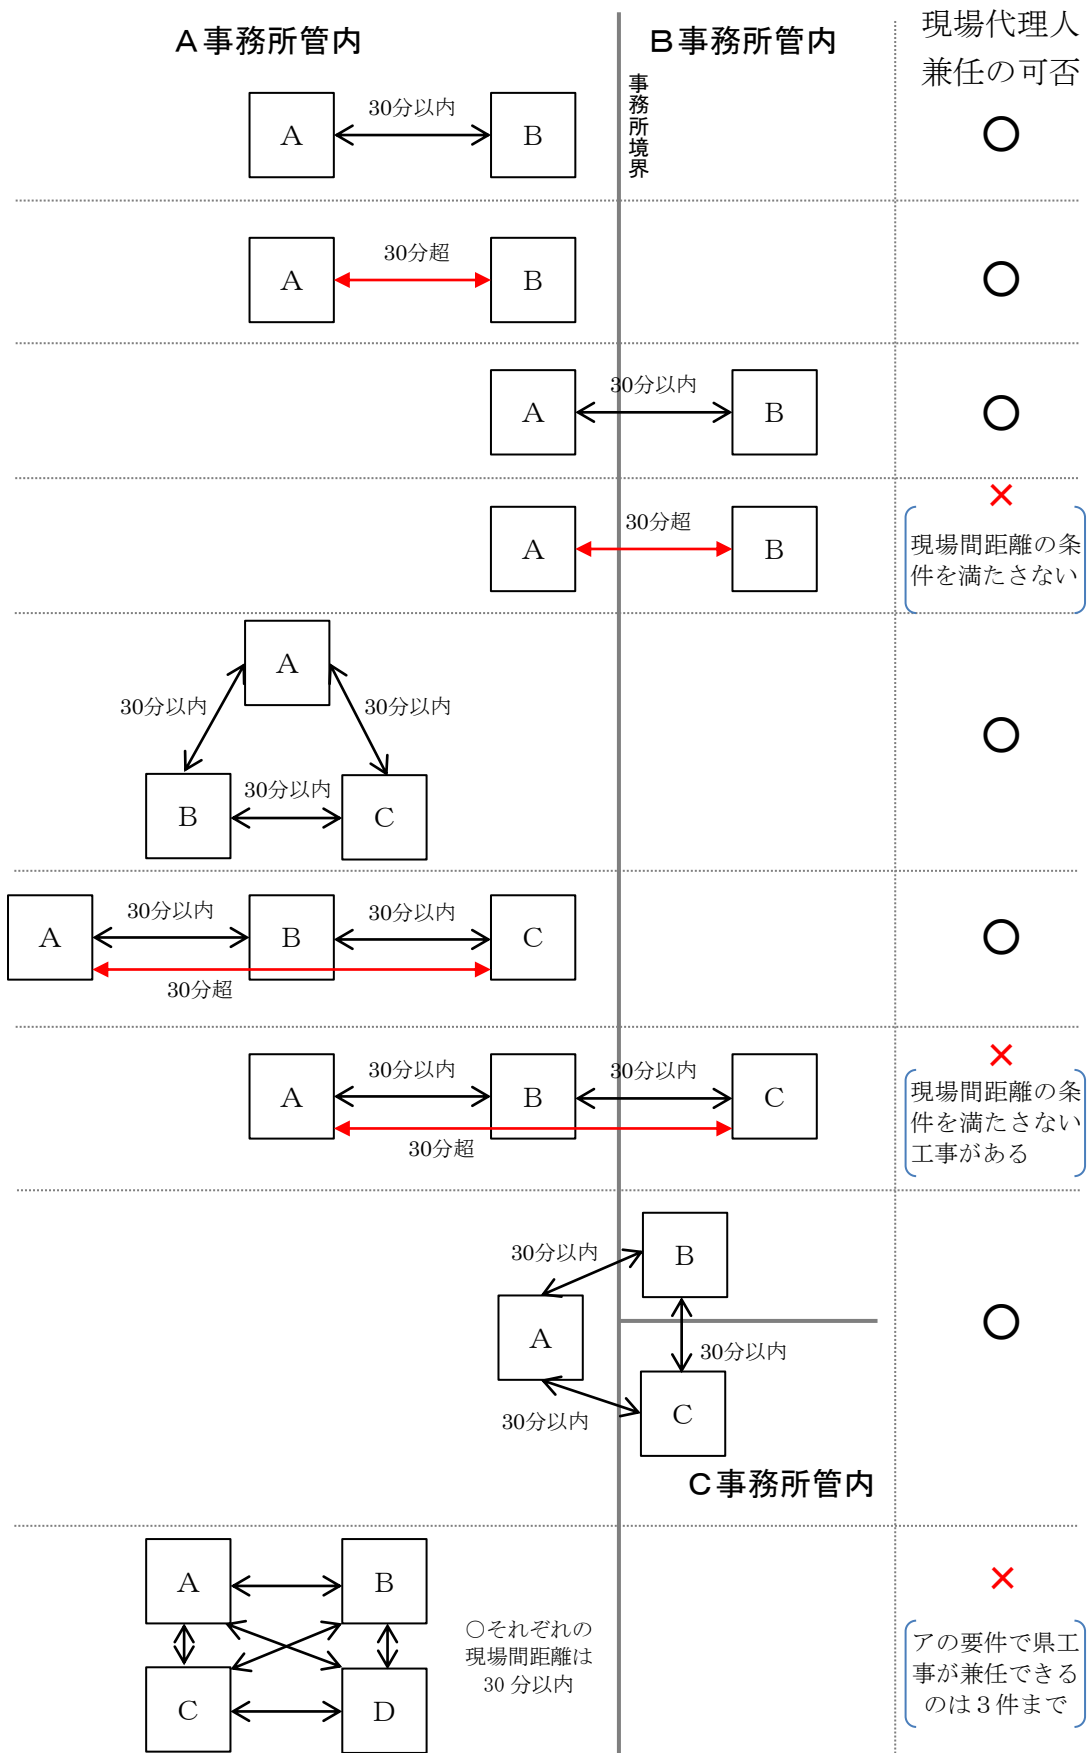 A事務所管内
B事務所管内
現場代理人
兼任の可否
事務所境界
A
30分以内
B
○
A
30分超
B
○
A
30分以内
B
○
A
30分超
B
×
現場間距離の条
件を満たさない
A
30分以内
30分以内
B
30分以内
C
○
A
30分以内
B
30分以内
C
30分超
○
A
30分以内
B
30分以内
C
30分超
×
現場間距離の条
件を満たさない
工事がある
30分以内
B
A
30分以内
C
30分以内
○
C事務所管内
A
B
C
D
○それぞれの
現場間距離は
30 分以内
×
アの要件で県工
事が兼任できる
のは３件まで